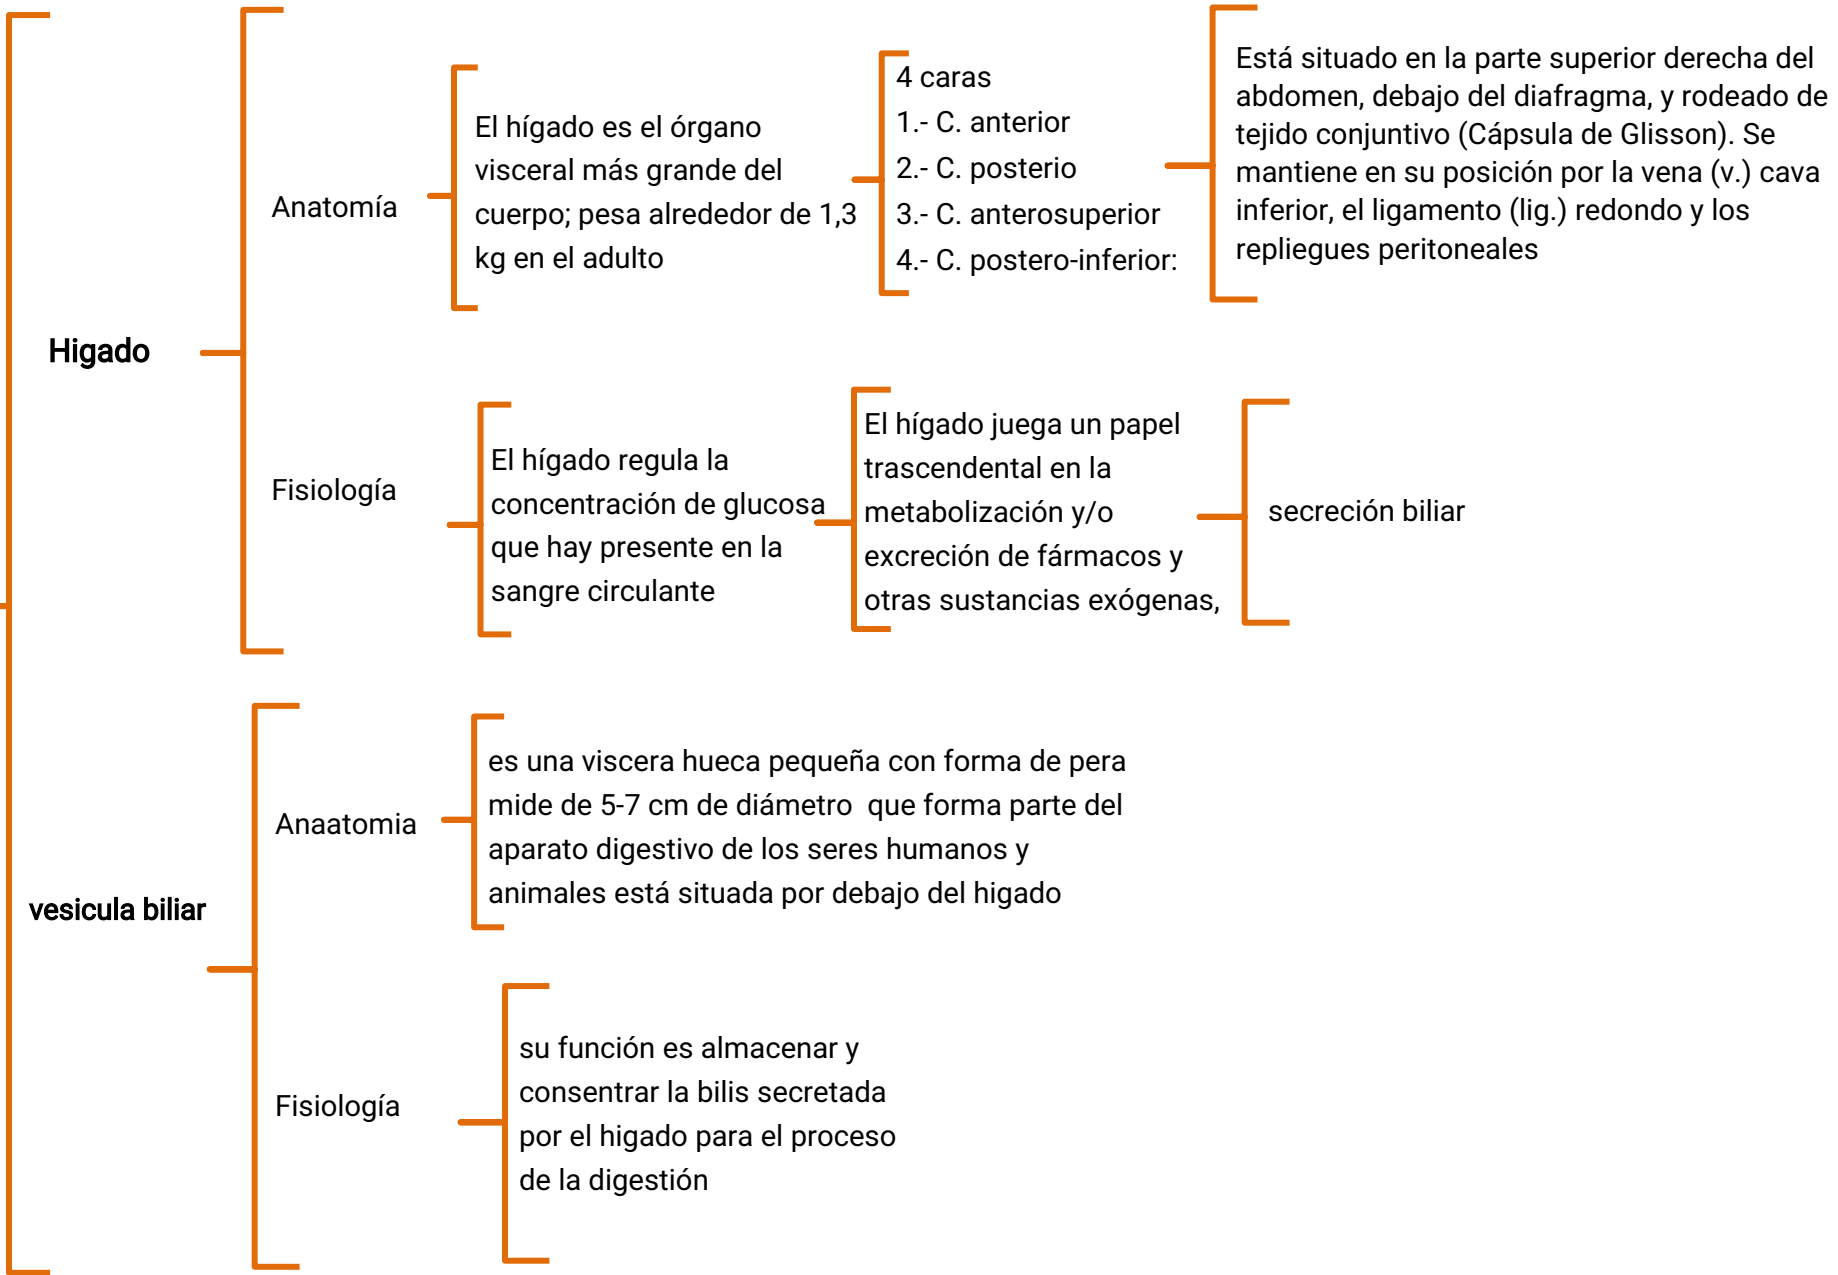 Higado
Anatomía
El hígado es el órgano
visceral más grande del
cuerpo; pesa alrededor de 1,3
kg en el adulto
4 caras
1.- C. anterior
2.- C. posterio
3.- C. anterosuperior
4.- C. postero-inferior:
Está situado en la parte superior derecha del
abdomen, debajo del diafragma, y rodeado de
tejido conjuntivo (Cápsula de Glisson). Se
mantiene en su posición por la vena (v.) cava
inferior, el ligamento (lig.) redondo y los
repliegues peritoneales
Fisiología
El hígado regula la
concentración de glucosa
que hay presente en la
sangre circulante
El hígado juega un papel
trascendental en la
metabolización y/o
excreción de fármacos y
otras sustancias exógenas,
secreción biliar
vesicula biliar
Anaatomia
es una viscera hueca pequeña con forma de pera
mide de 5-7 cm de diámetro  que forma parte del
aparato digestivo de los seres humanos y
animales está situada por debajo del higado
Fisiología
su función es almacenar y
consentrar la bilis secretada
por el higado para el proceso
de la digestión